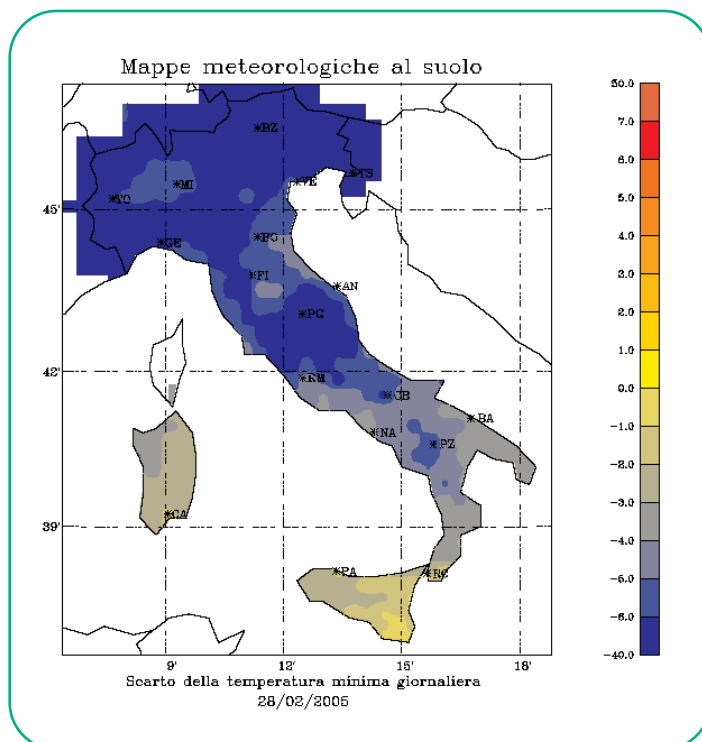 Mappe meteorologiche al suolo
50.0
7.0
6.0
5.0
4.0
3.0
2.0
1.0
0.0
-1.0
-2.0
-3.0
-4.0
-6.0
-8.0
-40.0
*BZ
*TS
*MI
*VE
*TO
45'
*GE
*BO
*FI
*AN
*PG
42'
*RM
*CB
*BA
*NA
*PZ
*CA
39'
*PA
*RC
9'
12'
15'
18'
Scarto della temperatura minima giornaliera
28/02/2005